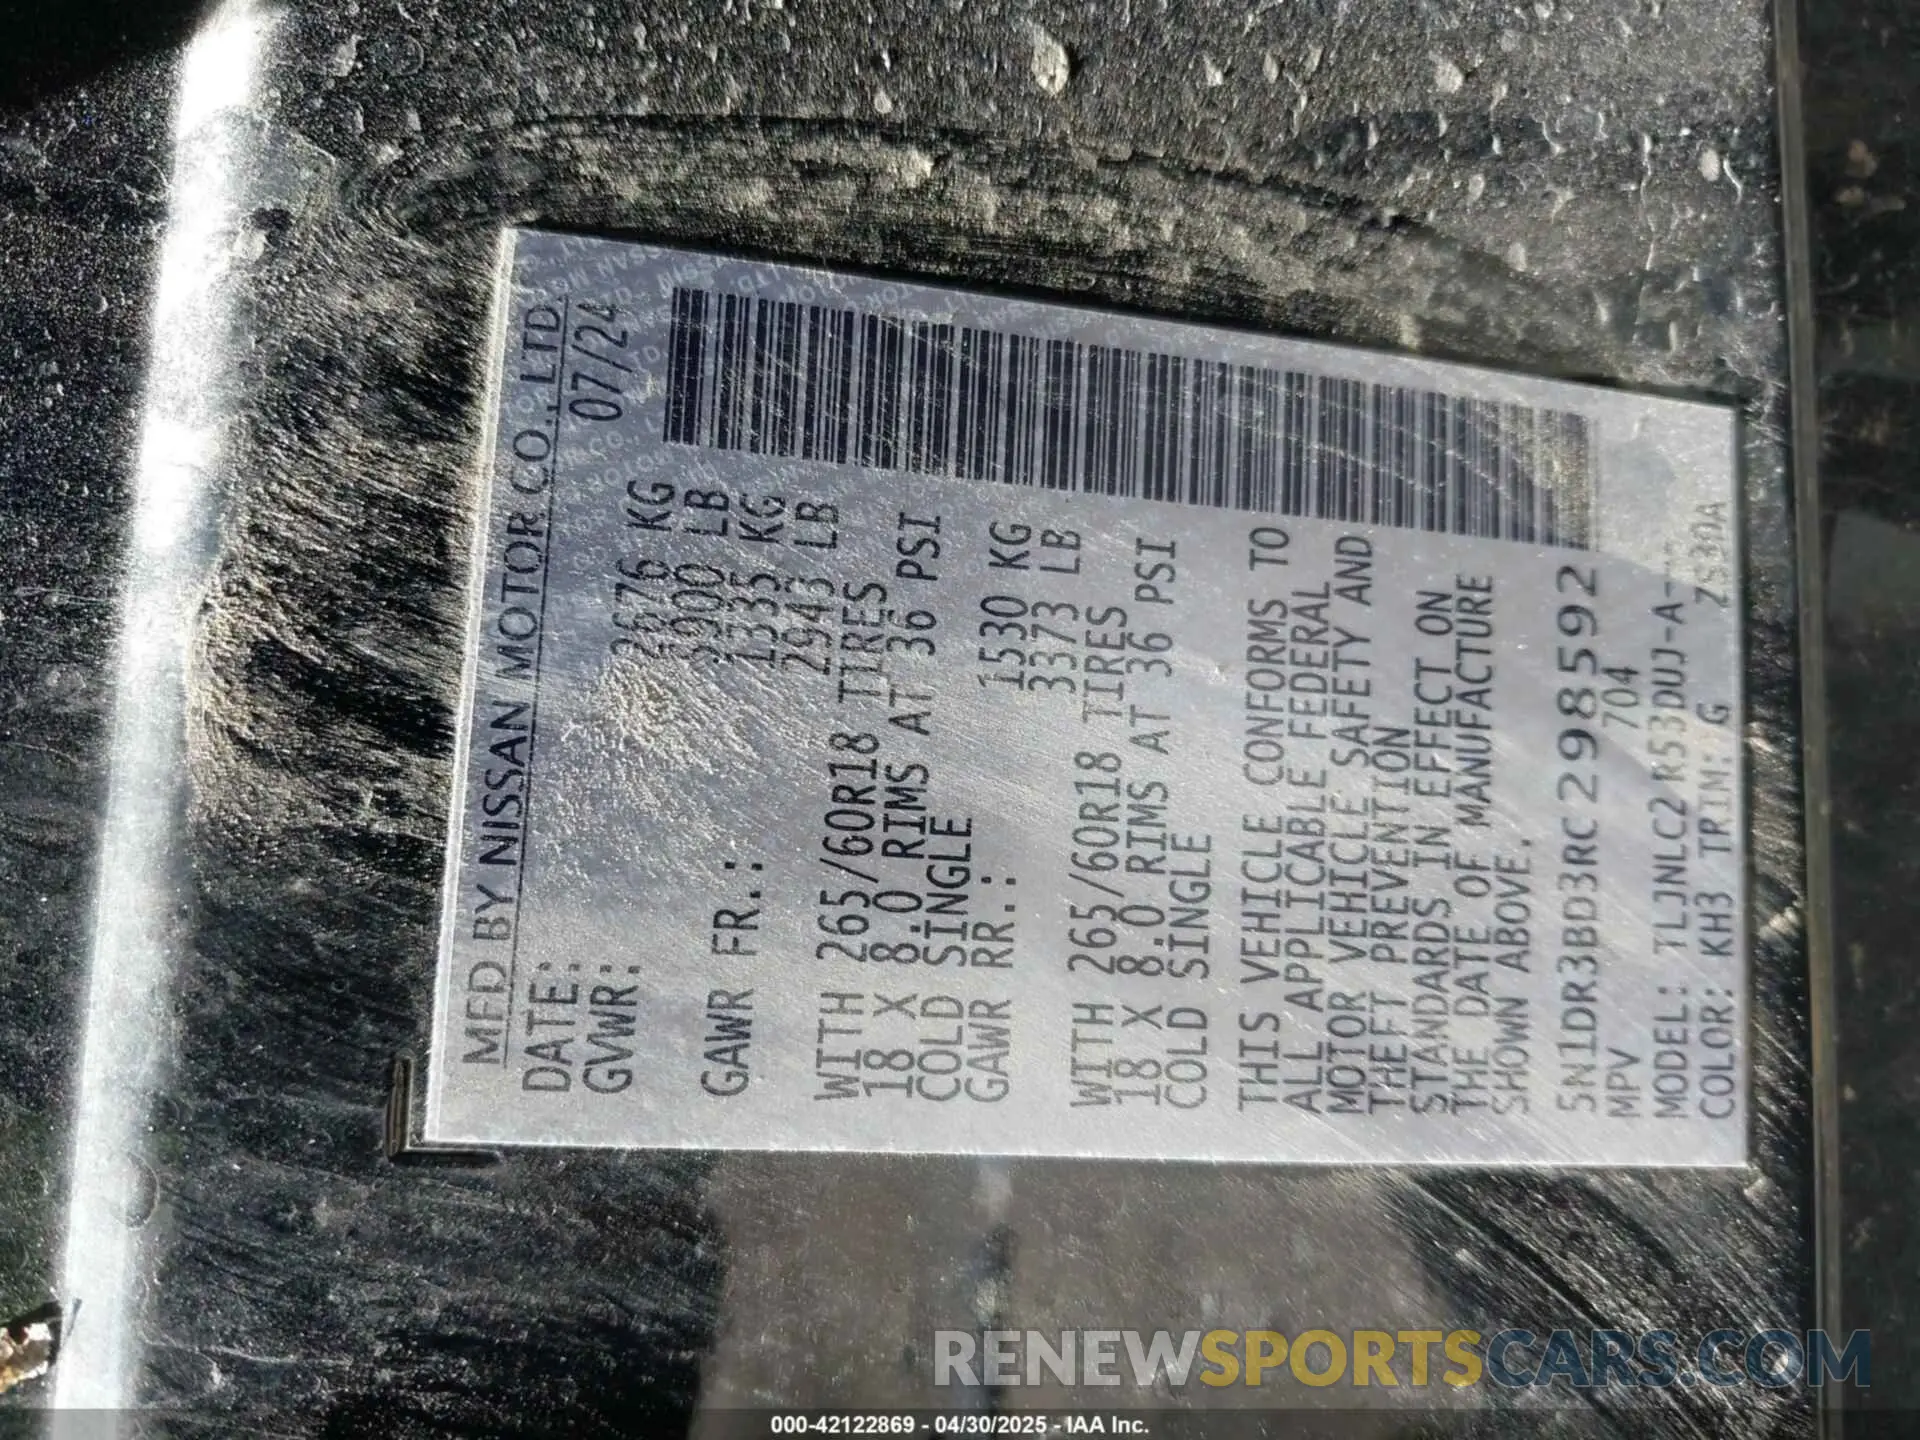 MFD BY NISSAN MOTOR CO., LTD.
DATE: 07/24
GVWR: 2676 KG
5900 LB
GAWR FR.: 1335 KG
2943 LB
WITH 265/60R18 TIRES
18 X 8.0 RIMS AT 36 PSI
COLD SINGLE
GAWR RR.: 1530 KG
3373 LB
WITH 265/60R18 TIRES
18 X 8.0 RIMS AT 36 PSI
COLD SINGLE
THIS VEHICLE CONFORMS TO
ALL APPLICABLE FEDERAL
MOTOR VEHICLE SAFETY AND
THEFT PREVENTION
STANDARDS IN EFFECT ON
THE DATE OF MANUFACTURE
SHOWN ABOVE.
5N1DR3BD3RC298592
MPV 704
MODEL: TLJNLC2 R53DUJ-A-
COLOR: KH3 TRIM: G ZS30A
RENEWSPORTSCARS.COM
000-42122869 - 04/30/2025 - IAA Inc.